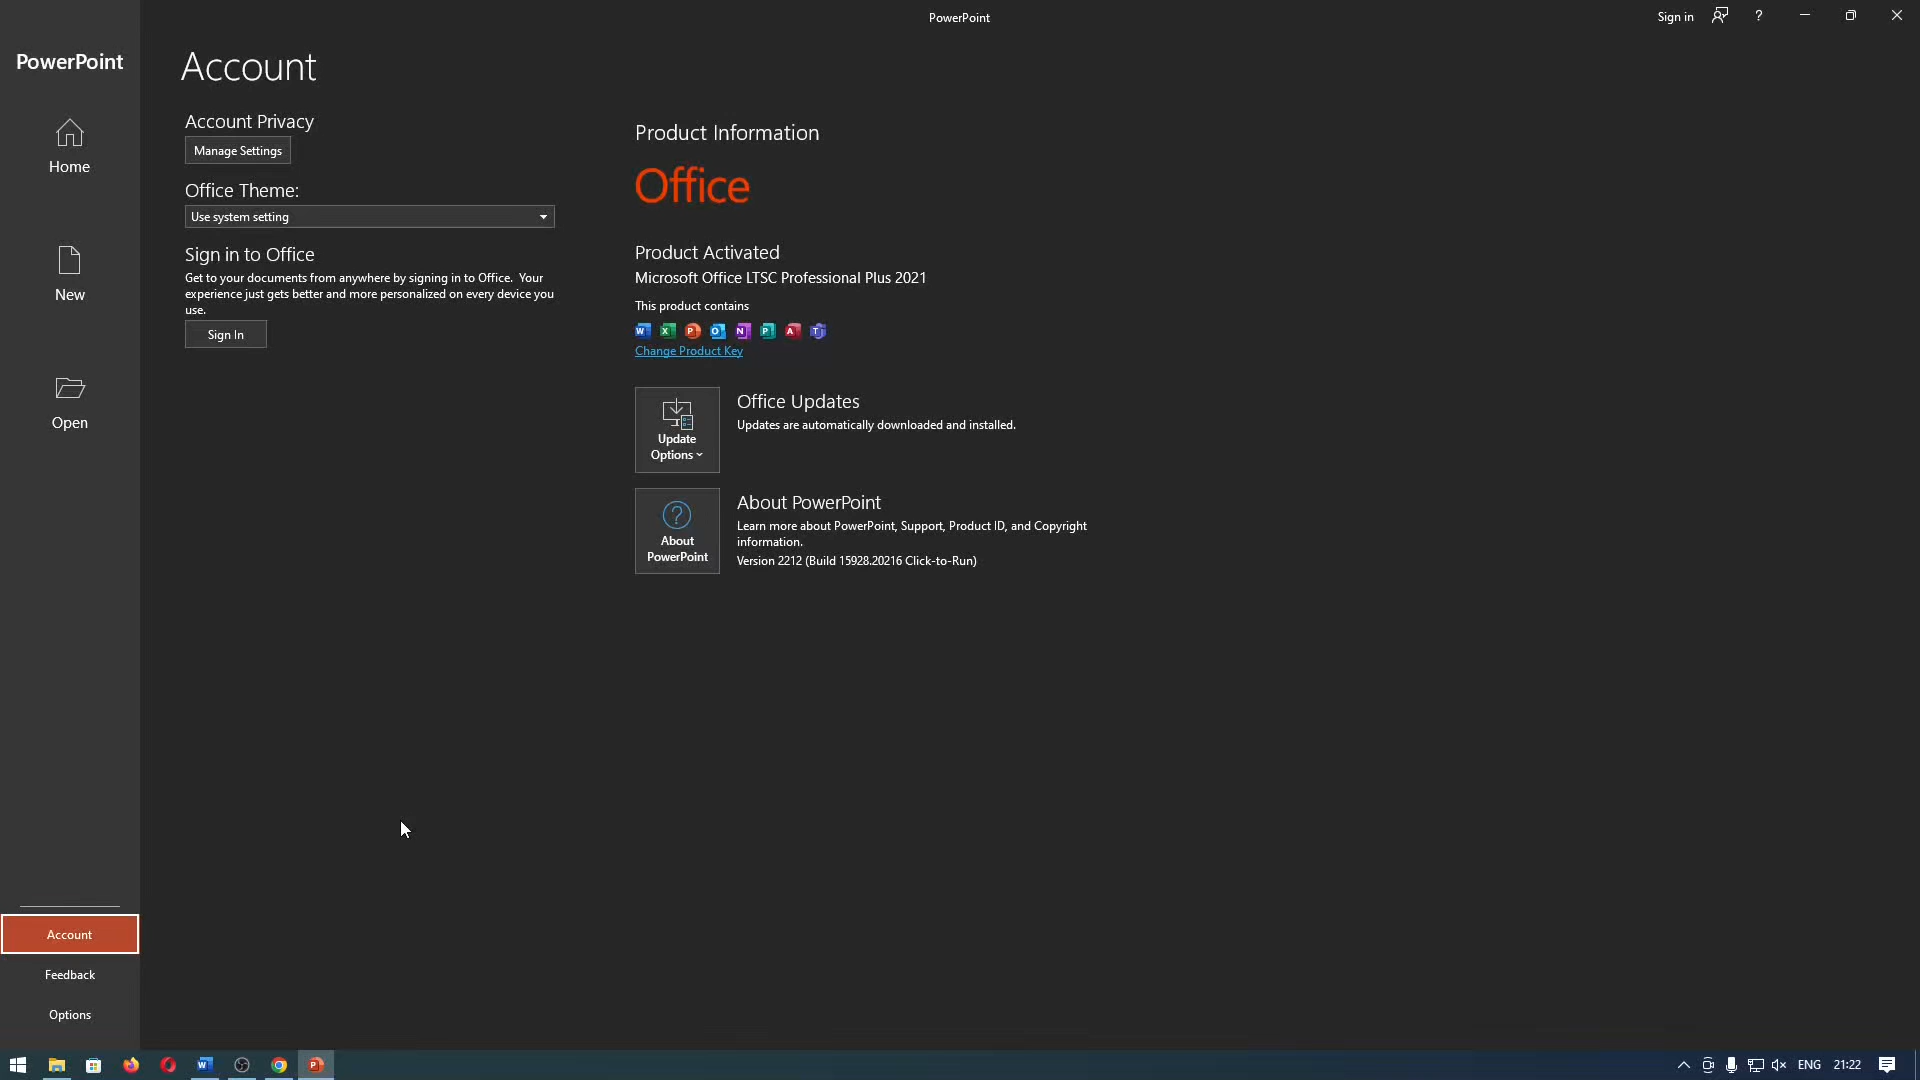 PowerPoint
Sign in
?
PowerPoint
Home
New
Open
Account
Feedback
Options
Account
Account Privacy
Manage Settings
Office Theme:
Use system setting
Sign in to Office
Get to your documents from anywhere by signing in to Office. Your
experience just gets better and more personalized on every device you
use.
Sign In
Product Information
Office
Product Activated
Microsoft Office LTSC Professional Plus 2021
This product contains
W X P O N P A T
Change Product Key
Update
Options
Office Updates
Updates are automatically downloaded and installed.
?
About
PowerPoint
About PowerPoint
Learn more about PowerPoint, Support, Product ID, and Copyright
information.
Version 2212 (Build 15928.20216 Click-to-Run)
W
P
ENG
21:22